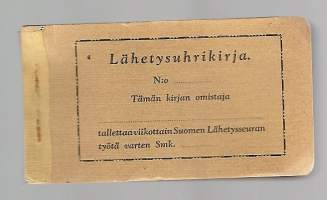 Lähetysuhrikirja.
N:o
Tämän kirjan omistaja
tallettaa viikottain Suomen Lähetysseuran
työtä varten Smk.